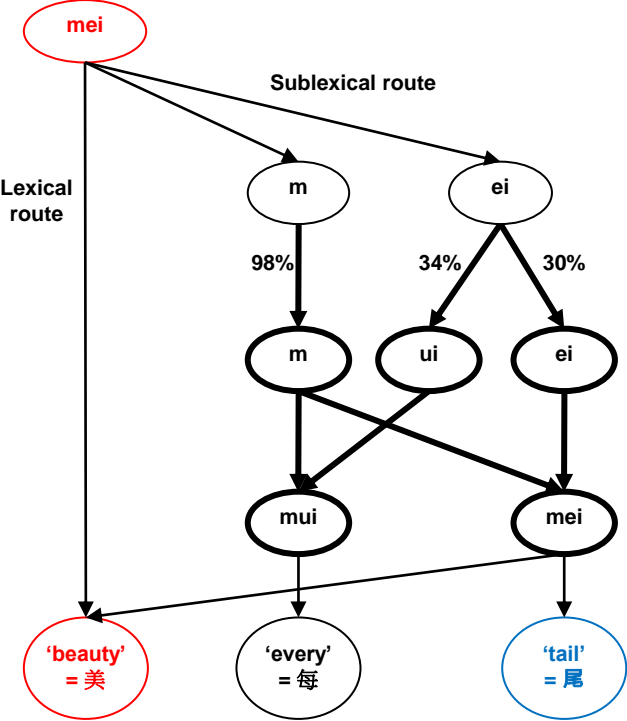 mei
Sublexical route
Lexical
route
m
ei
98%
34%
30%
m
ui
ei
mui
mei
‘beauty’
= 美
‘every’
= 每
‘tail’
= 尾